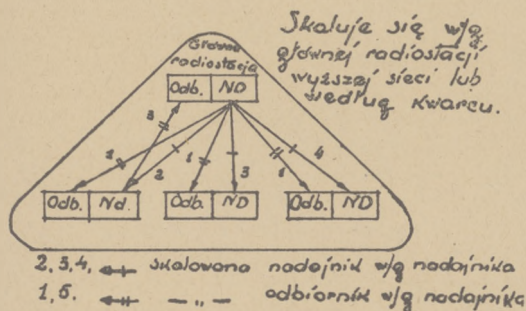 Skaluje się w/g
głównej radiostacji
wyższej sieci lub
według kwarcu.
Główna
radiostacja
Odb. ND
5 1 2 1 3 1 4
Odb. Nd. Odb. ND Odb. ND
2,3,4, skalowano nadajnik w/g nadajnika
1,5. — „ — odbiornik w/g nadajnika